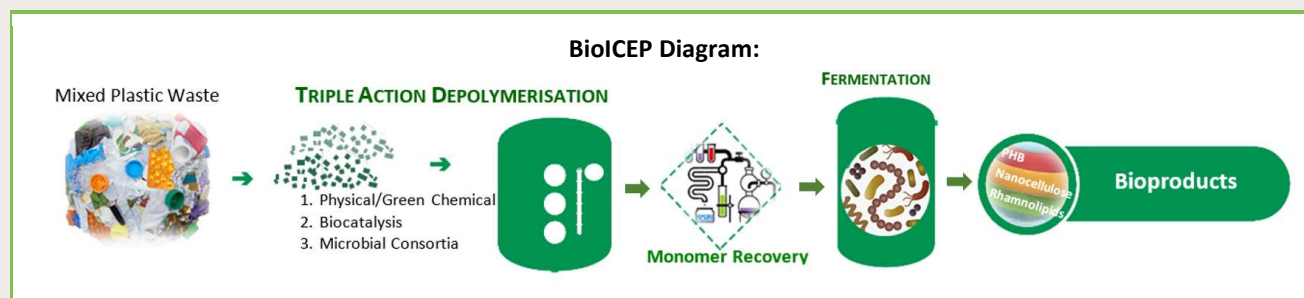 BioICEP Diagram:
Mixed Plastic Waste
TRIPLE ACTION DEPOLYMERISATION
1. Physical/Green Chemical
2. Biocatalysis
3. Microbial Consortia
Monomer Recovery
FERMENTATION
PHB
Nanocellulose
Rhamnolipids
Bioproducts